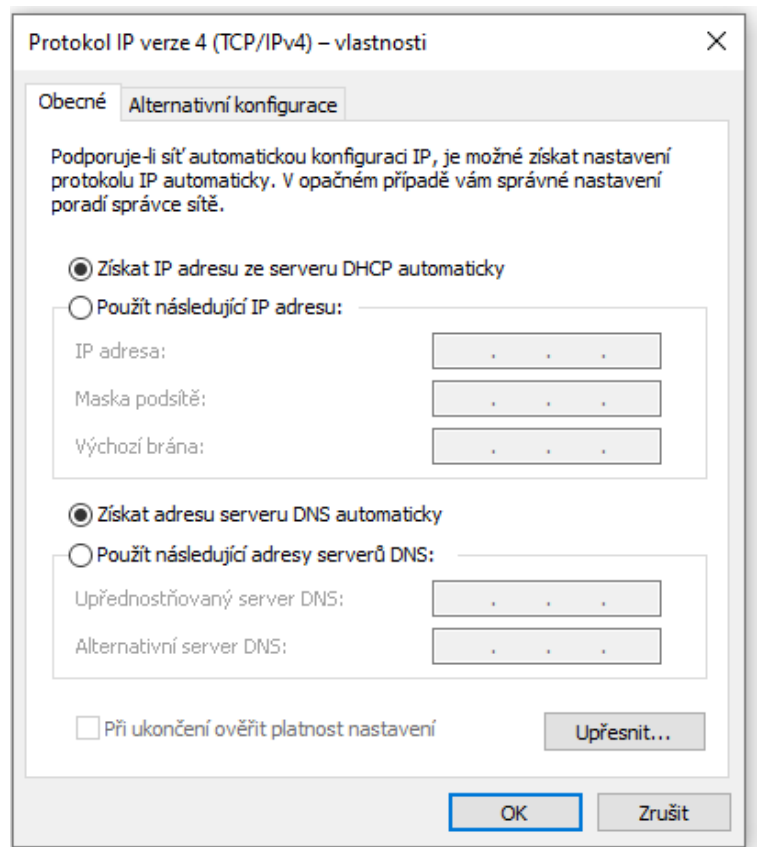 Protokol IP verze 4 (TCP/IPv4) – vlastnosti
Obecné
Alternativní konfigurace
Podporuje-li síť automatickou konfiguraci IP, je možné získat nastavení
protokolu IP automaticky. V opačném případě vám správné nastavení
poradí správce sítě.
Získat IP adresu ze serveru DHCP automaticky
Použít následující IP adresu:
IP adresa:
Maska podsítě:
Výchozí brána:
Získat adresu serveru DNS automaticky
Použít následující adresy serverů DNS:
Upřednostňovaný server DNS:
Alternativní server DNS:
Při ukončení ověřit platnost nastavení
Upřesnit...
OK
Zrušit